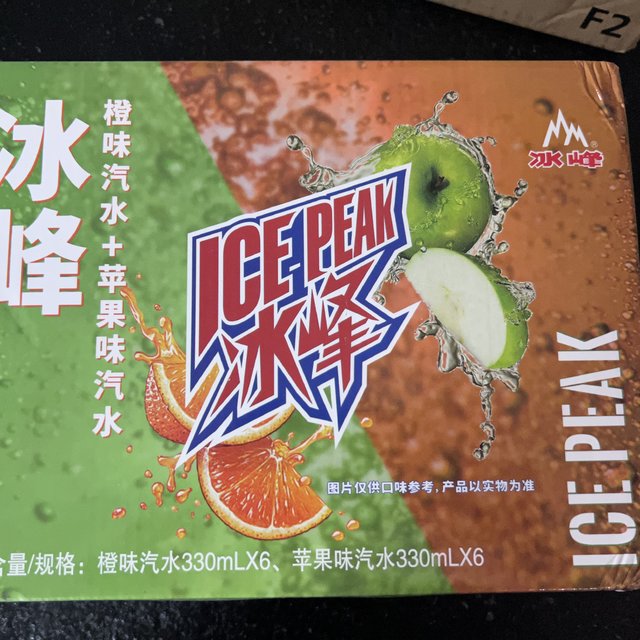 F2
冰峰
橙味汽水+苹果味汽水
ICE PEAK
冰峰
冰峰
®
ICE PEAK
图片仅供口味参考，产品以实物为准
含量/规格：橙味汽水330mLX6、苹果味汽水330mLX6